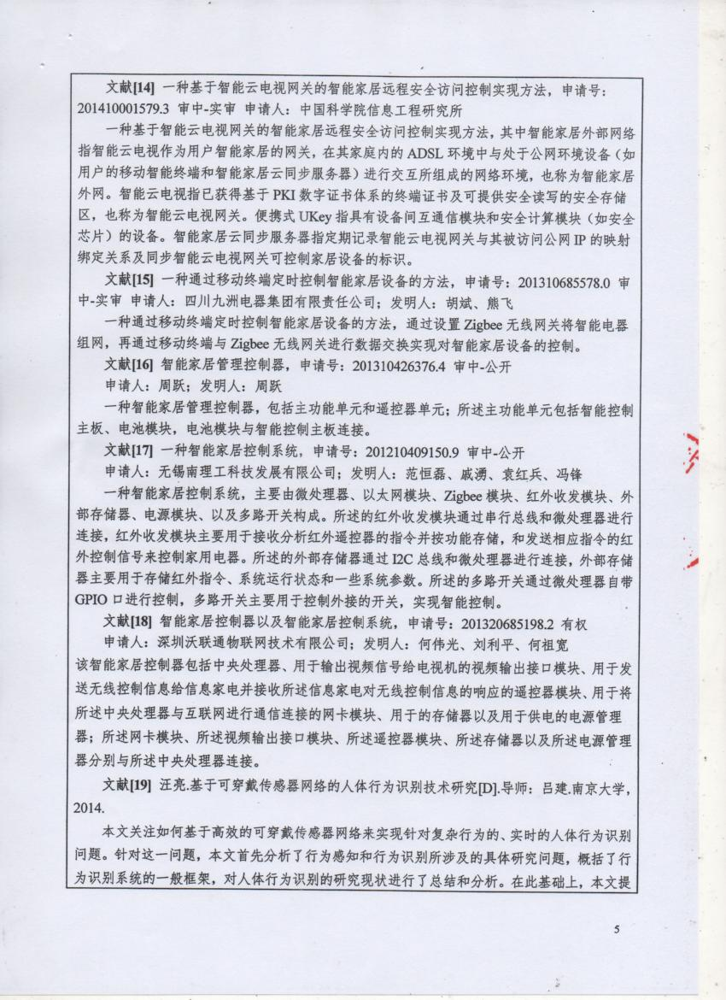 文献[14] 一种基于智能云电视网关的智能家居远程安全访问控制实现方法，申请号：
201410001579.3 审中-实审 申请人：中国科学院信息工程研究所
一种基于智能云电视网关的智能家居远程安全访问控制实现方法，其中智能家居外部网络
指智能云电视作为用户智能家居的网关，在其家庭内的 ADSL 环境中与处于公网环境设备（如
用户的移动智能终端和智能家居云同步服务器）进行交互所组成的网络环境，也称为智能家居
外网。智能云电视指已获得基于 PKI 数字证书体系的终端证书及可提供安全读写的安全存储
区，也称为智能云电视网关。便携式 UKey 指具有设备间互通信模块和安全计算模块（如安全
芯片）的设备。智能家居云同步服务器指定期记录智能云电视网关与其被访问公网 IP 的映射
绑定关系及同步智能云电视网关可控制家居设备的标识。
文献[15] 一种通过移动终端定时控制智能家居设备的方法，申请号：201310685578.0 审
中-实审 申请人：四川九洲电器集团有限责任公司；发明人：胡斌、熊飞
一种通过移动终端定时控制智能家居设备的方法，通过设置 Zigbee 无线网关将智能电器
组网，再通过移动终端与 Zigbee 无线网关进行数据交换实现对智能家居设备的控制。
文献[16] 智能家居管理控制器，申请号：201310426376.4 审中-公开
申请人：周跃；发明人：周跃
一种智能家居管理控制器，包括主功能单元和遥控器单元；所述主功能单元包括智能控制
主板、电池模块，电池模块与智能控制主板连接。
文献[17] 一种智能家居控制系统，申请号：201210409150.9 审中-公开
申请人：无锡南理工科技发展有限公司；发明人：范恒磊、戚湧、袁红兵、冯锋
一种智能家居控制系统，主要由微处理器、以太网模块、Zigbee 模块、红外收发模块、外
部存储器、电源模块、以及多路开关构成。所述的红外收发模块通过串行总线和微处理器进行
连接，红外收发模块主要用于接收分析红外遥控器的指令并按功能存储，和发送相应指令的红
外控制信号来控制家用电器。所述的外部存储器通过 I2C 总线和微处理器进行连接，外部存储
器主要用于存储红外指令、系统运行状态和一些系统参数。所述的多路开关通过微处理器自带
GPIO 口进行控制，多路开关主要用于控制外接的开关，实现智能控制。
文献[18] 智能家居控制器以及智能家居控制系统，申请号：201320685198.2 有权
申请人：深圳沃联通物联网技术有限公司；发明人：何伟光、刘利平、何祖宽
该智能家居控制器包括中央处理器、用于输出视频信号给电视机的视频输出接口模块、用于发
送无线控制信息给信息家电并接收所述信息家电对无线控制信息的响应的遥控器模块、用于将
所述中央处理器与互联网进行通信连接的网卡模块、用于的存储器以及用于供电的电源管理
器；所述网卡模块、所述视频输出接口模块、所述遥控器模块、所述存储器以及所述电源管理
器分别与所述中央处理器连接。
文献[19] 汪亮.基于可穿戴传感器网络的人体行为识别技术研究[D].导师：吕建.南京大学，
2014.
本文关注如何基于高效的可穿戴传感器网络来实现针对复杂行为的、实时的人体行为识别
问题。针对这一问题，本文首先分析了行为感知和行为识别所涉及的具体研究问题，概括了行
为识别系统的一般框架，对人体行为识别的研究现状进行了总结和分析。在此基础上，本文提
5